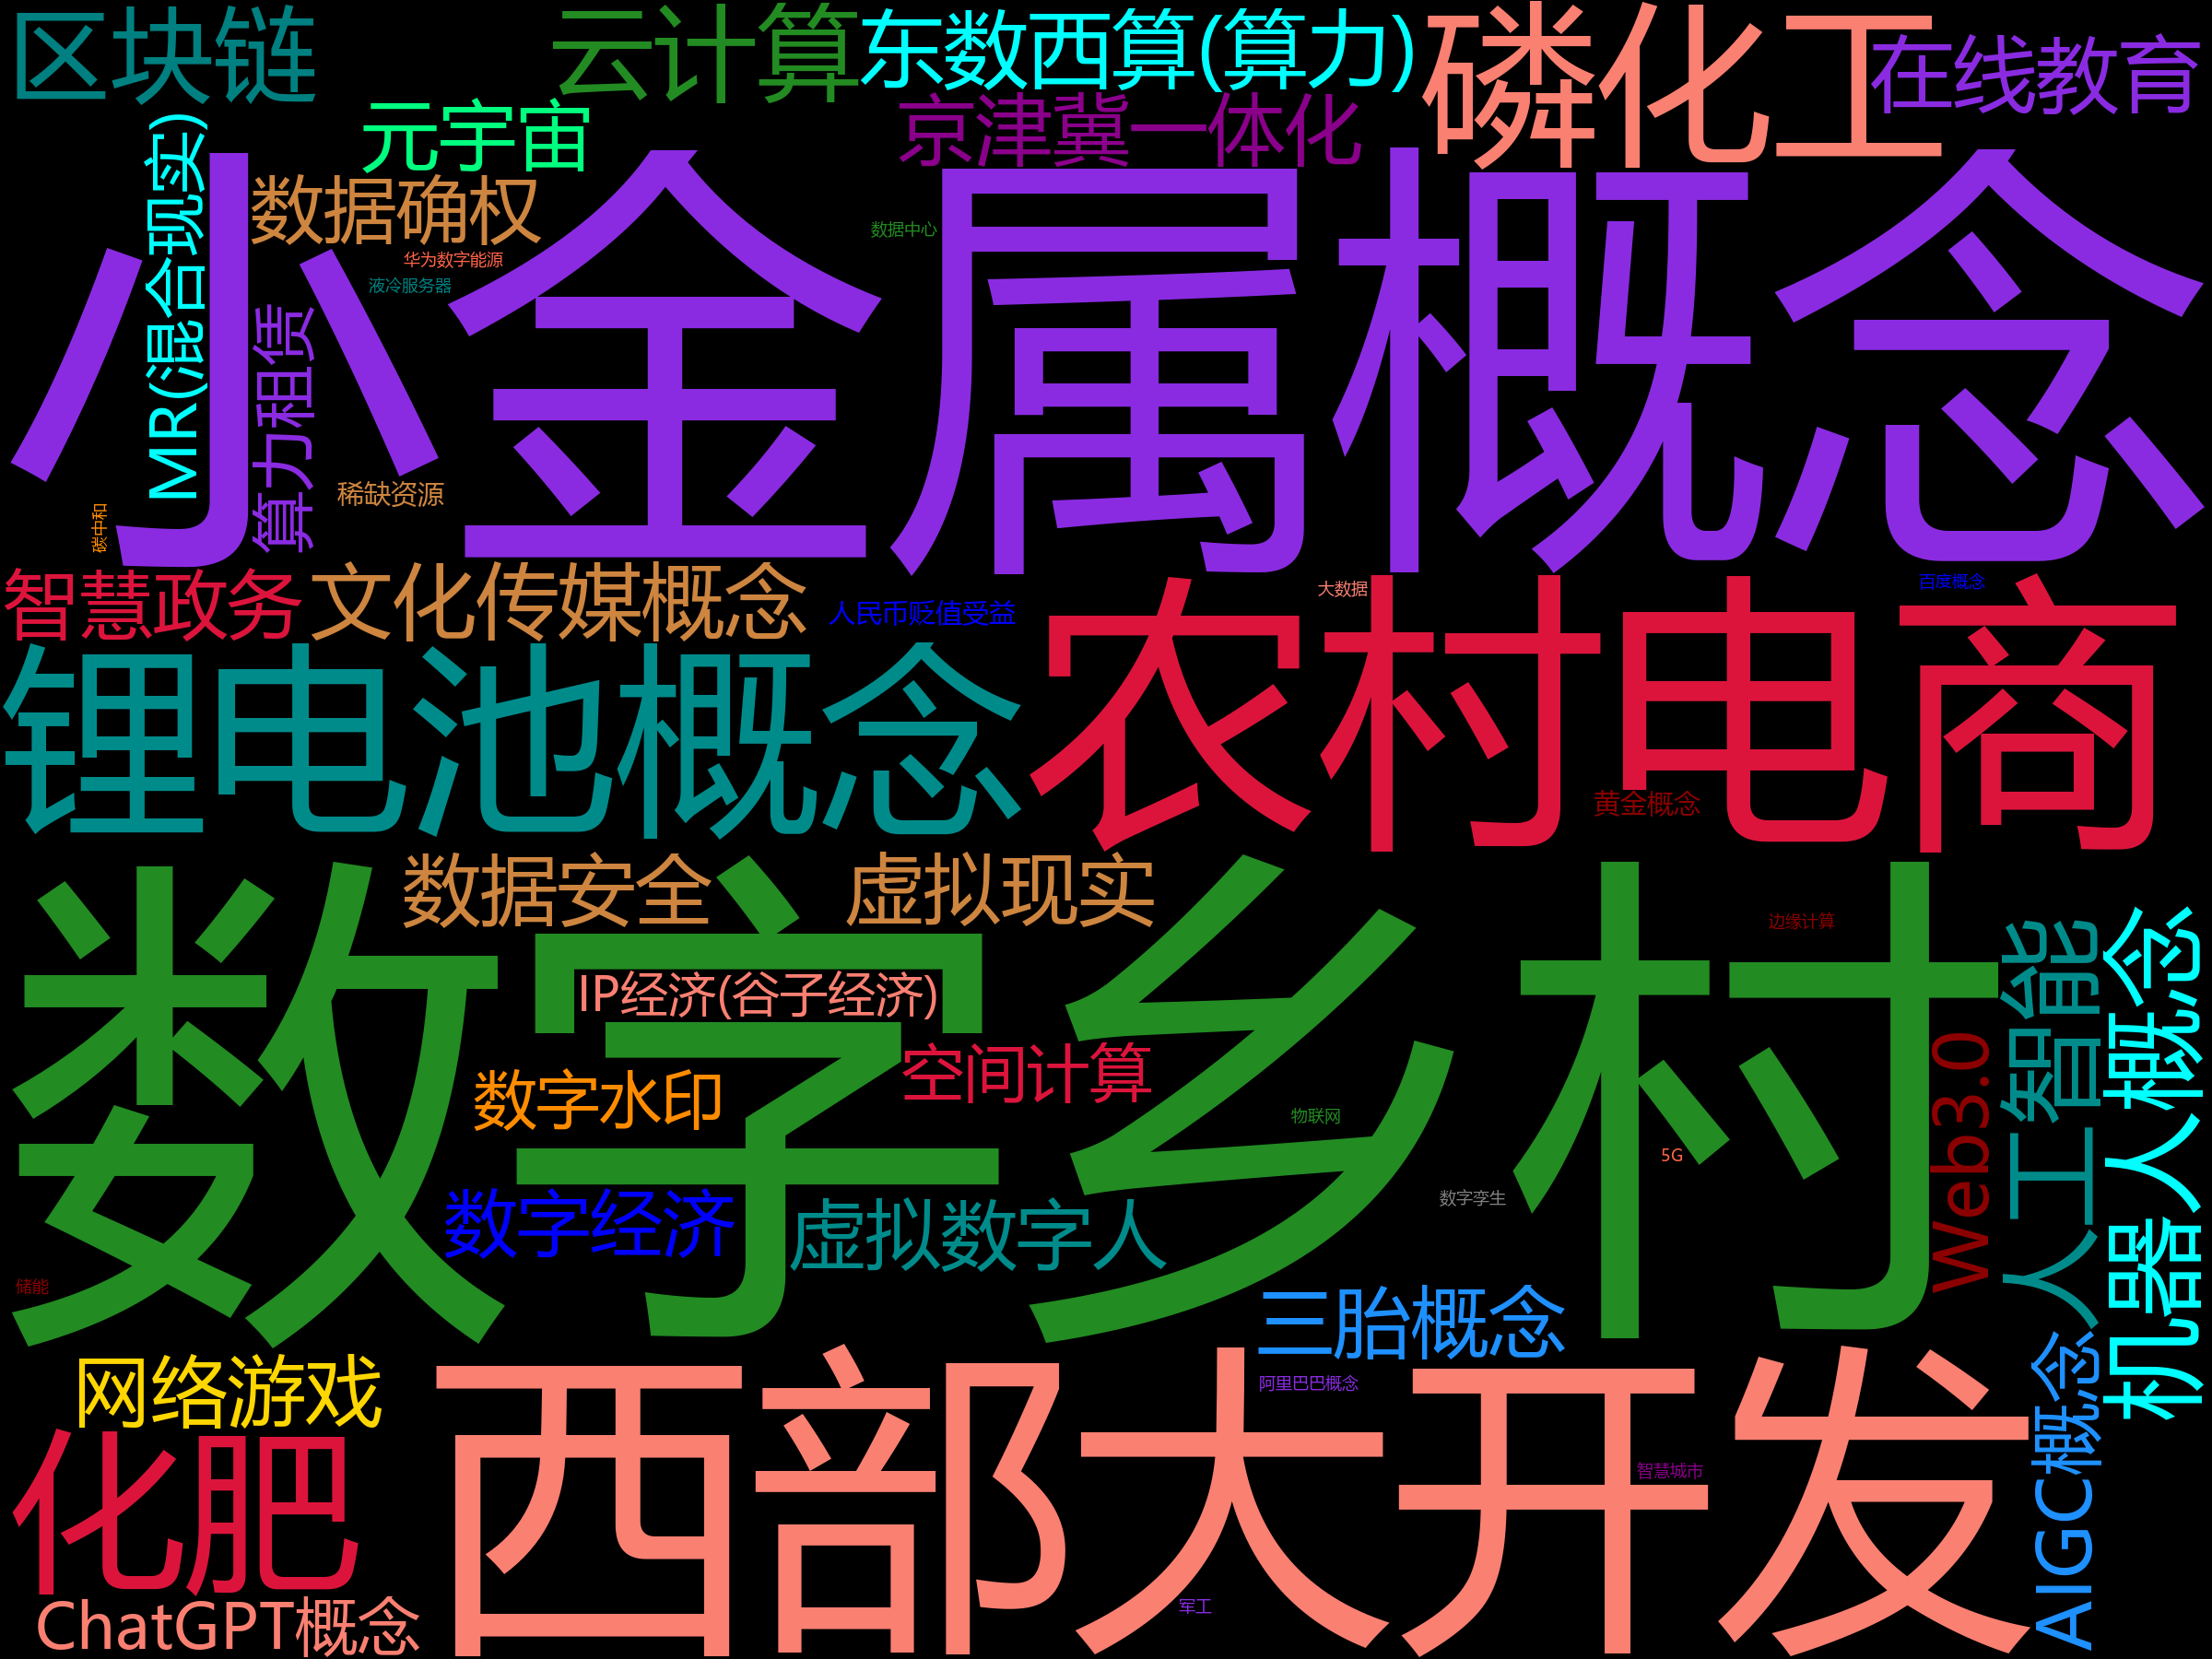 区块链
云计算
东数西算(算力)
磷化工
在线教育
元宇宙
京津翼一体化
MR(混合现实)
数据确权
数据中心
华为数字能源
液冷服务器
小金属概念
算力租赁
稀缺资源
碳中和
智慧政务
文化传媒概念
人民币贬值受益
大数据
百度概念
锂电池概念
农村电商
黄金概念
数据安全
虚拟现实
边缘计算
数字乡村
IP经济(谷子经济)
空间计算
数字水印
物联网
5G
数字孪生
数字经济
虚拟数字人
Web3.0
人工智能
机器人概念
储能
三胎概念
阿里巴巴概念
网络游戏
化肥
西部大开发
智慧城市
军工
AIGC概念
ChatGPT概念